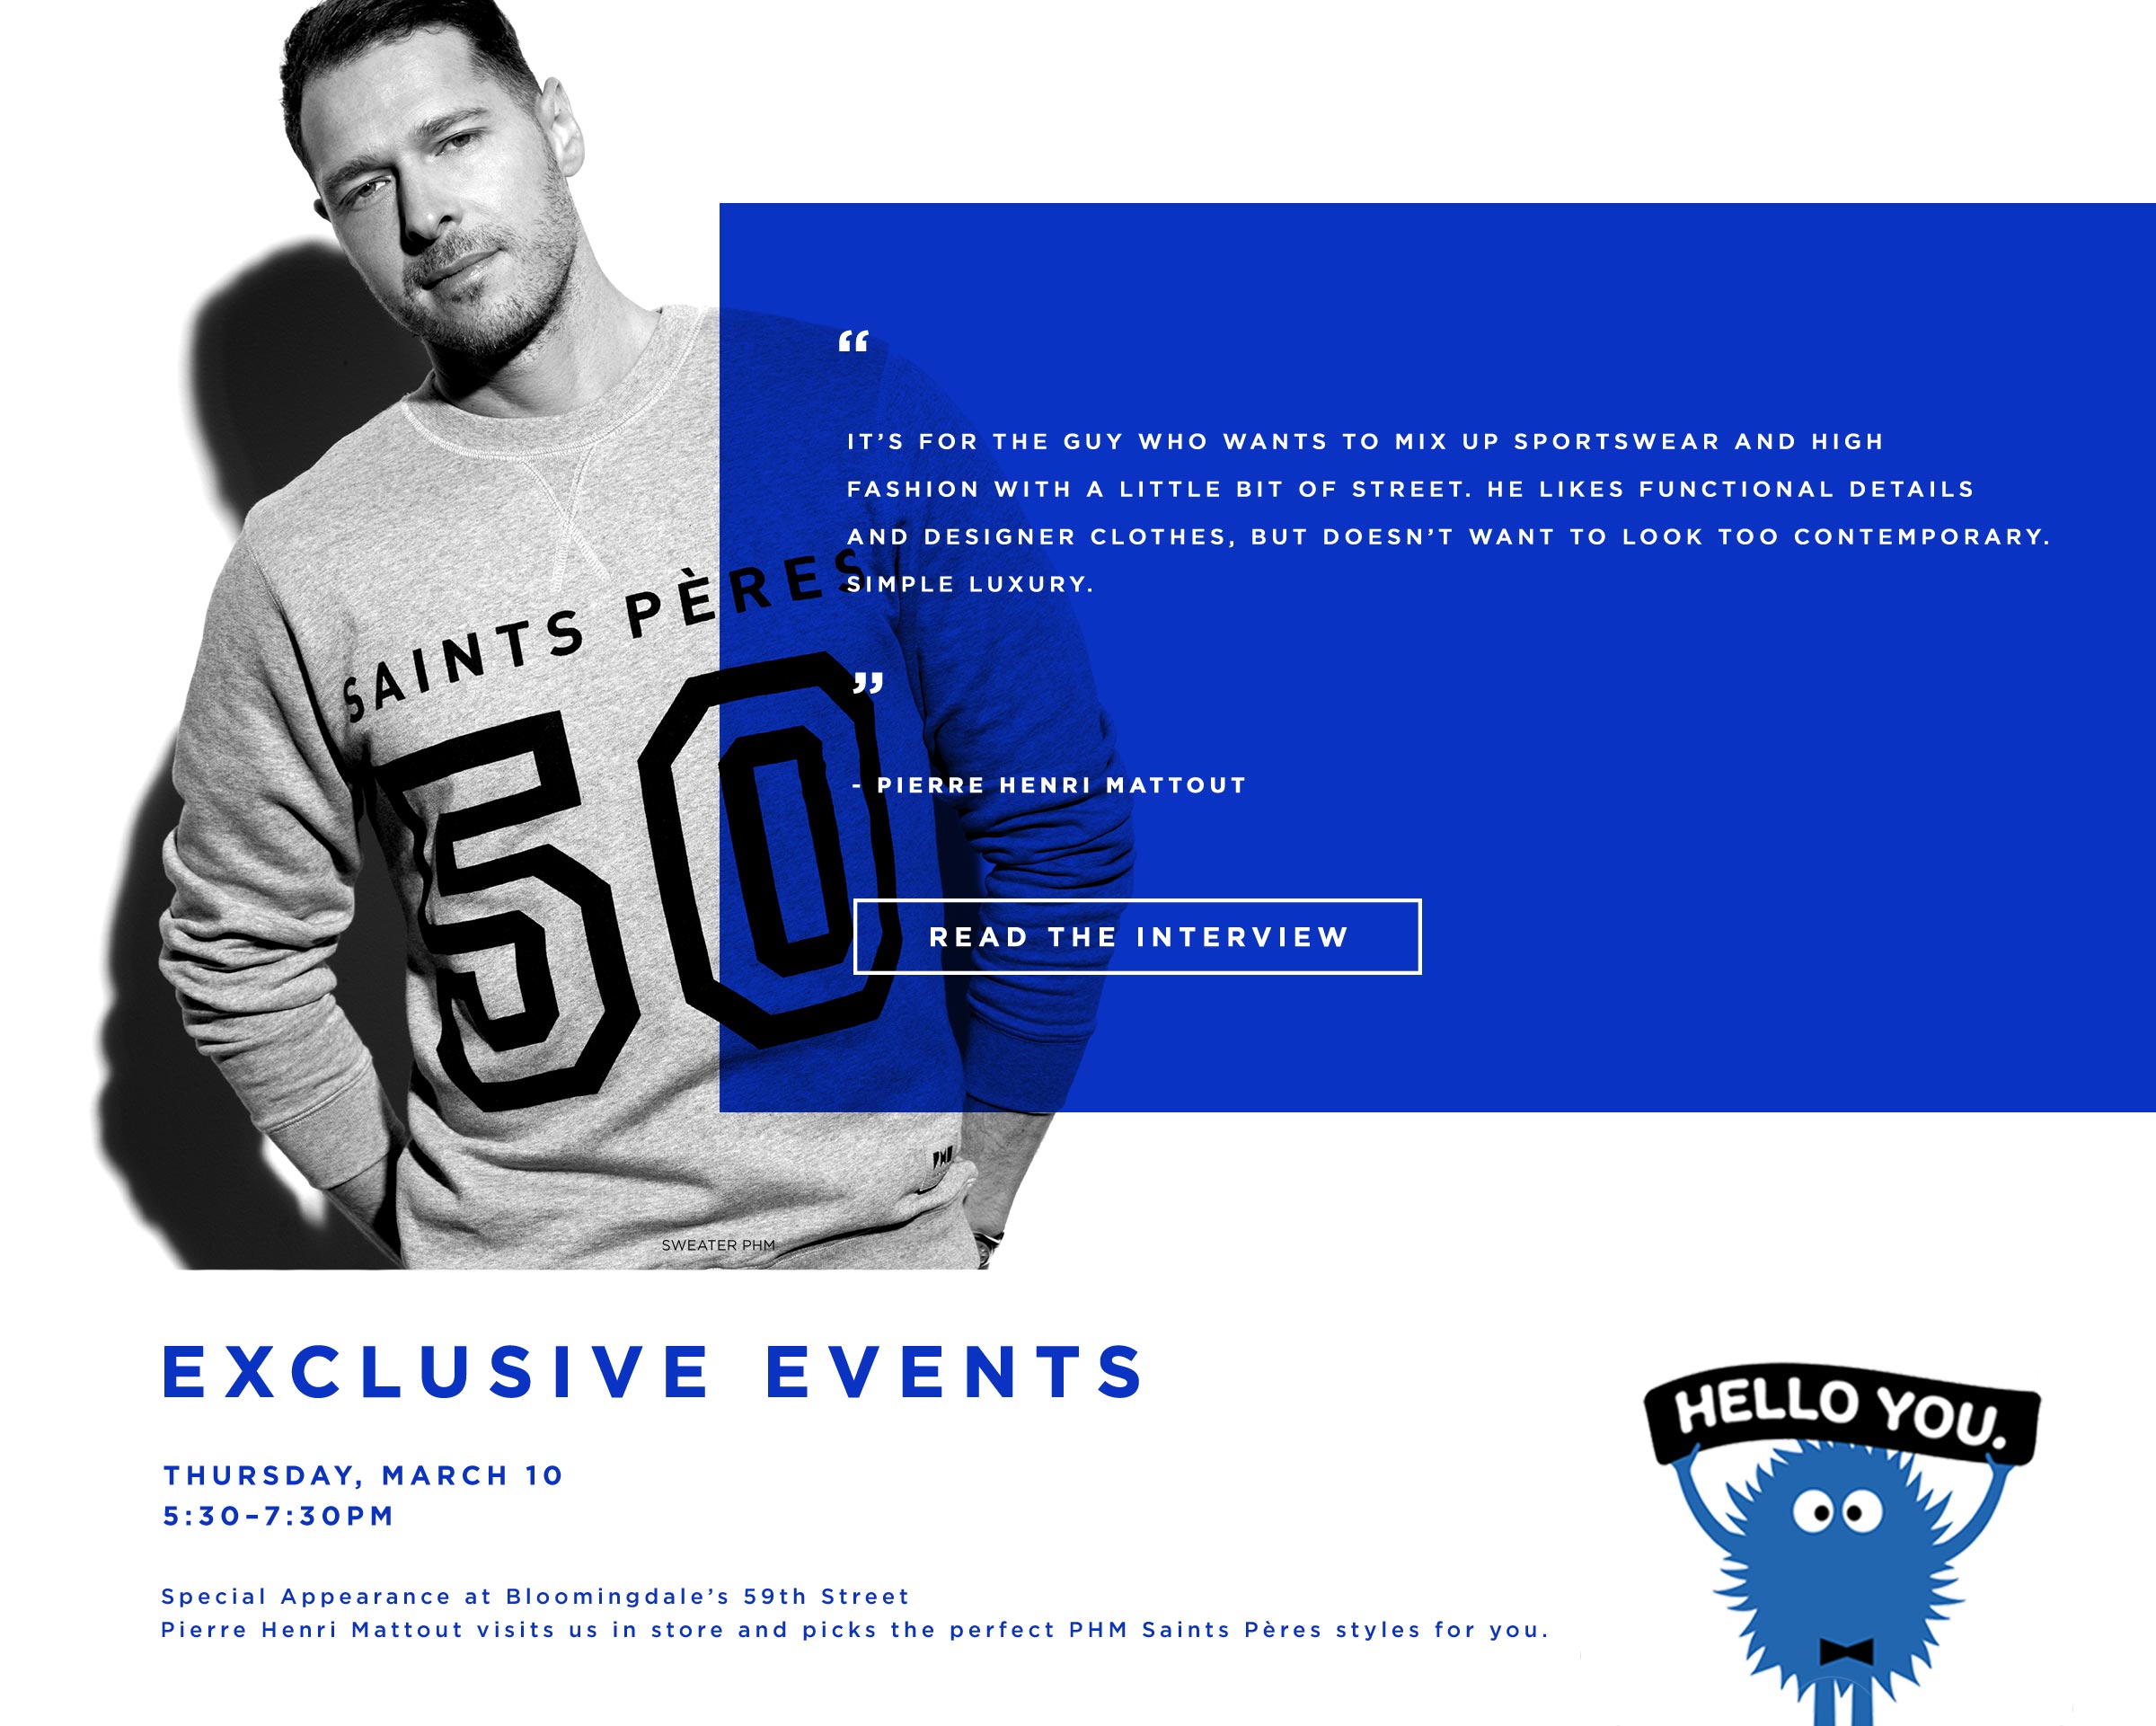 “
IT’S FOR THE GUY WHO WANTS TO MIX UP SPORTSWEAR AND HIGH
FASHION WITH A LITTLE BIT OF STREET. HE LIKES FUNCTIONAL DETAILS
AND DESIGNER CLOTHES, BUT DOESN’T WANT TO LOOK TOO CONTEMPORARY.
SIMPLE LUXURY.
”
- PIERRE HENRI MATTOUT
READ THE INTERVIEW
SAINTS PÈRES
50
PHM
SWEATER PHM
EXCLUSIVE EVENTS
THURSDAY, MARCH 10
5:30–7:30PM
Special Appearance at Bloomingdale’s 59th Street
Pierre Henri Mattout visits us in store and picks the perfect PHM Saints Pères styles for you.
HELLO YOU.